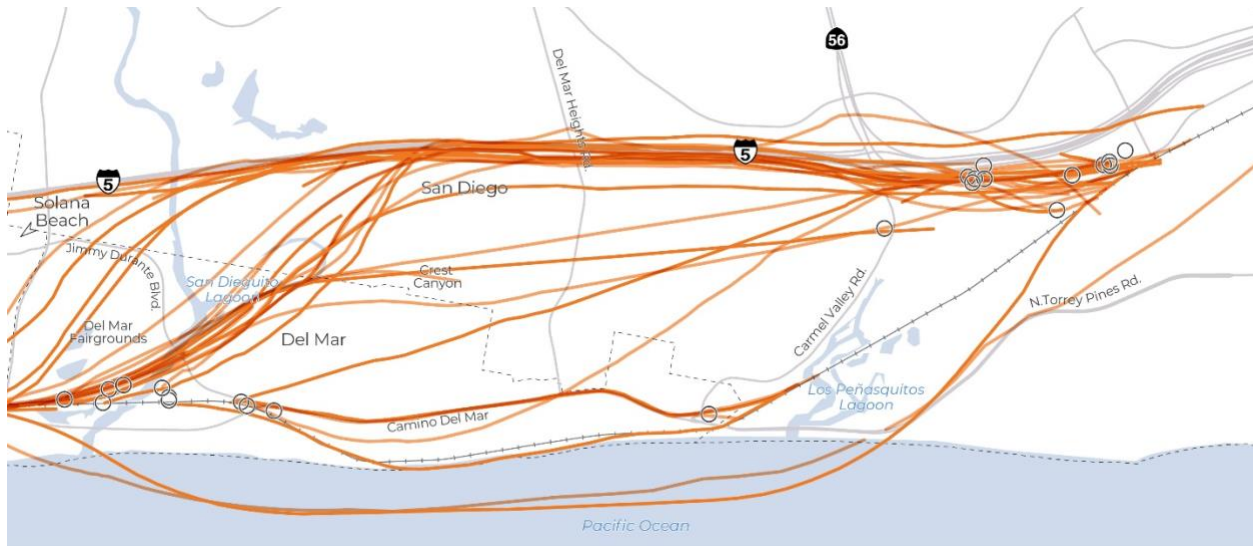 56
Del Mar Heights Rd.
5
5
San Diego
Solana
Beach
Jimmy Durante Blvd.
San Dieguito
Lagoon
Crest
Canyon
Carmel Valley Rd.
N.Torrey Pines Rd.
Del Mar
Fairgrounds
Del Mar
Los Peñasquitos
Lagoon
Camino Del Mar
Pacific Ocean